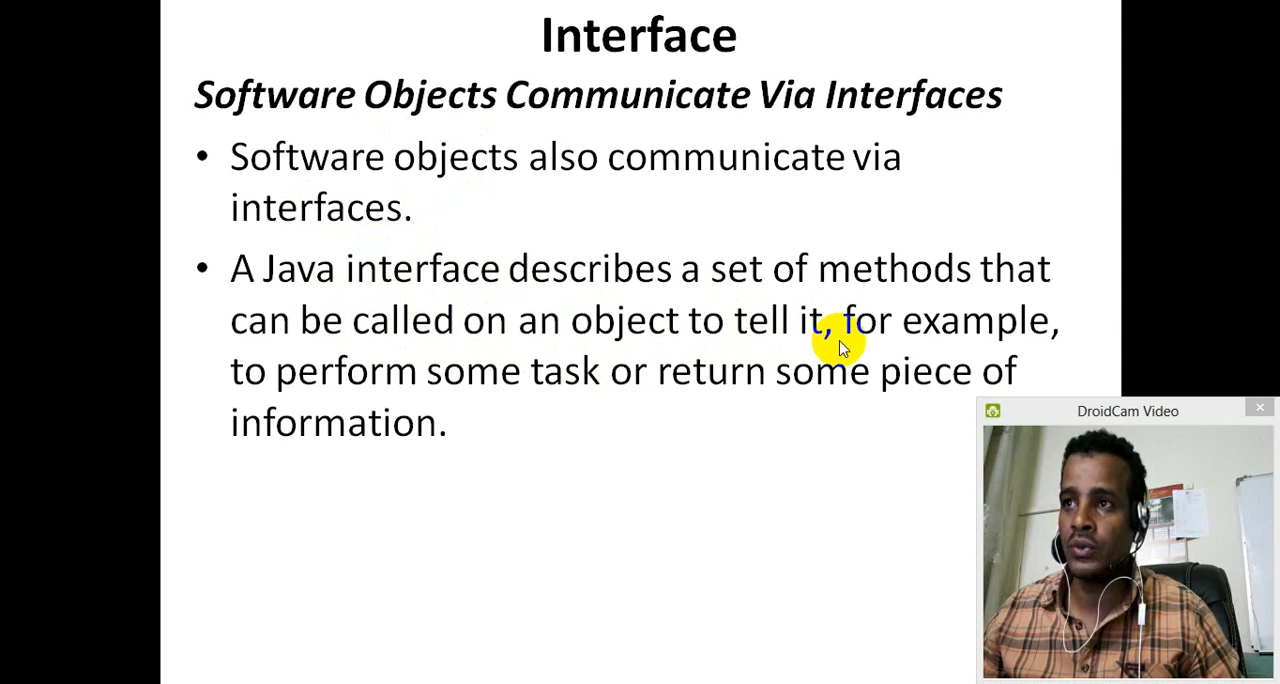 Interface
Software Objects Communicate Via Interfaces
• Software objects also communicate via
interfaces.
• A Java interface describes a set of methods that
can be called on an object to tell it, for example,
to perform some task or return some piece of
information.
DroidCam Video